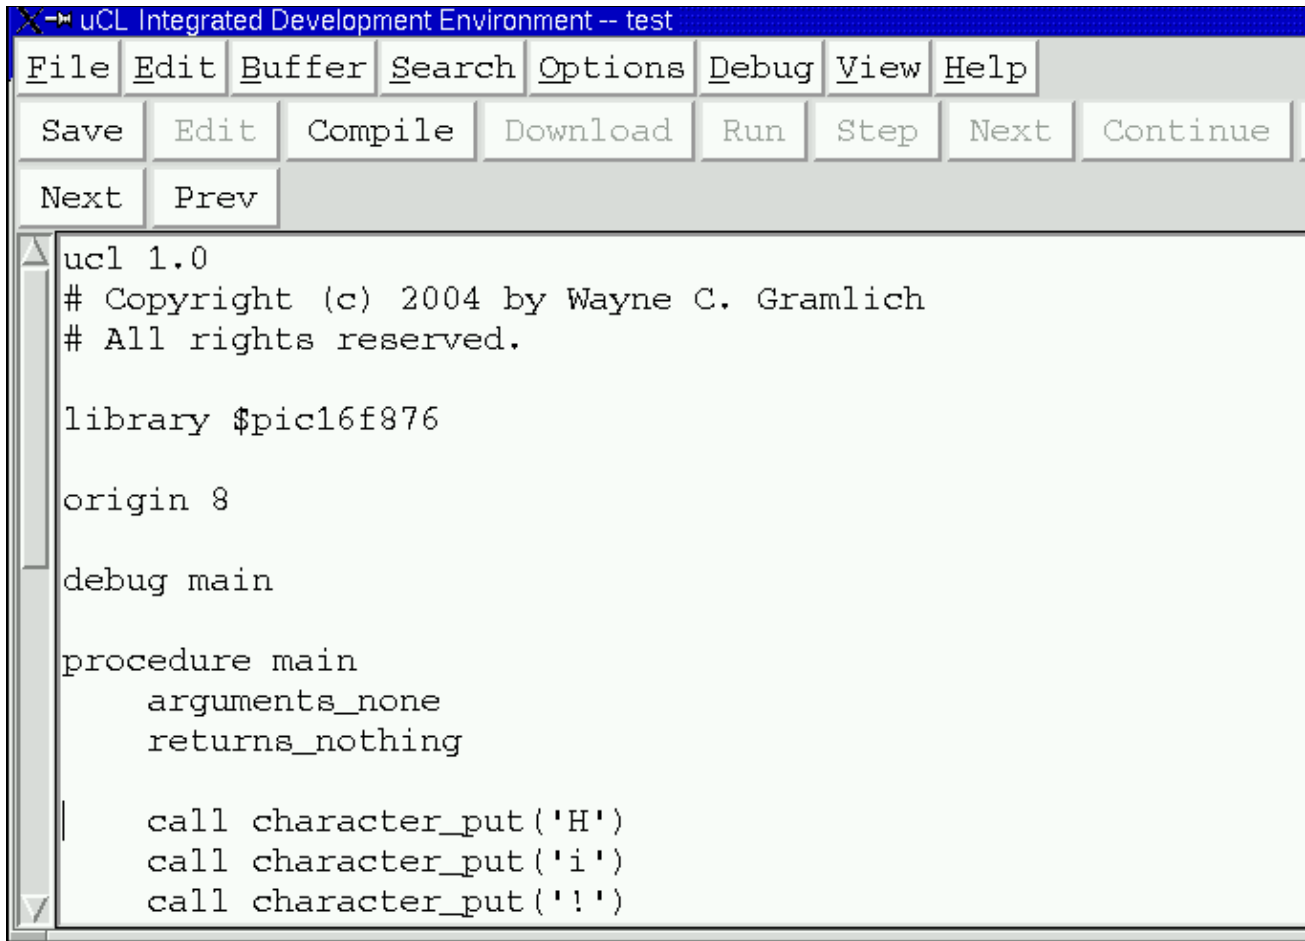 uCL Integrated Development Environment -- test
File Edit Buffer Search Options Debug View Help
Save Edit Compile Download Run Step Next Continue
Next Prev
ucl 1.0
# Copyright (c) 2004 by Wayne C. Gramlich
# All rights reserved.
library $pic16f876
origin 8
debug main
procedure main
arguments_none
returns_nothing
call character_put('H')
call character_put('i')
call character_put('!')